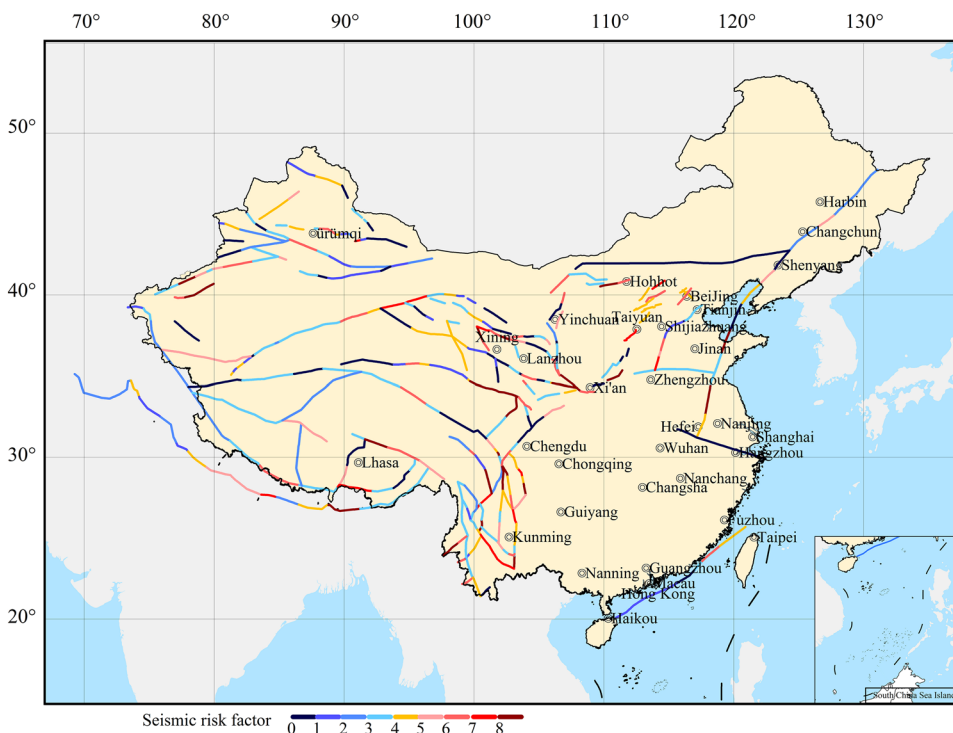 70° 80° 90° 100° 110° 120° 130°
50°
Harbin
Changchun
ürümqi
Shenyang
Hohhot
40°
BeiJing
Tianjin
Yinchuan
Taiyuan
Shijiazhuang
Xining
Jinan
Lanzhou
Zhengzhou
Xi'an
Hefei
Nanjing
Shanghai
Chengdu
Wuhan
Hangzhou
30°
Lhasa
Chongqing
Nanchang
Changsha
Guiyang
Fuzhou
Kunming
Taipei
Guangzhou
Nanning
Macau
Hong Kong
20°
Haikou
South China Sea Island
Seismic risk factor
0 1 2 3 4 5 6 7 8